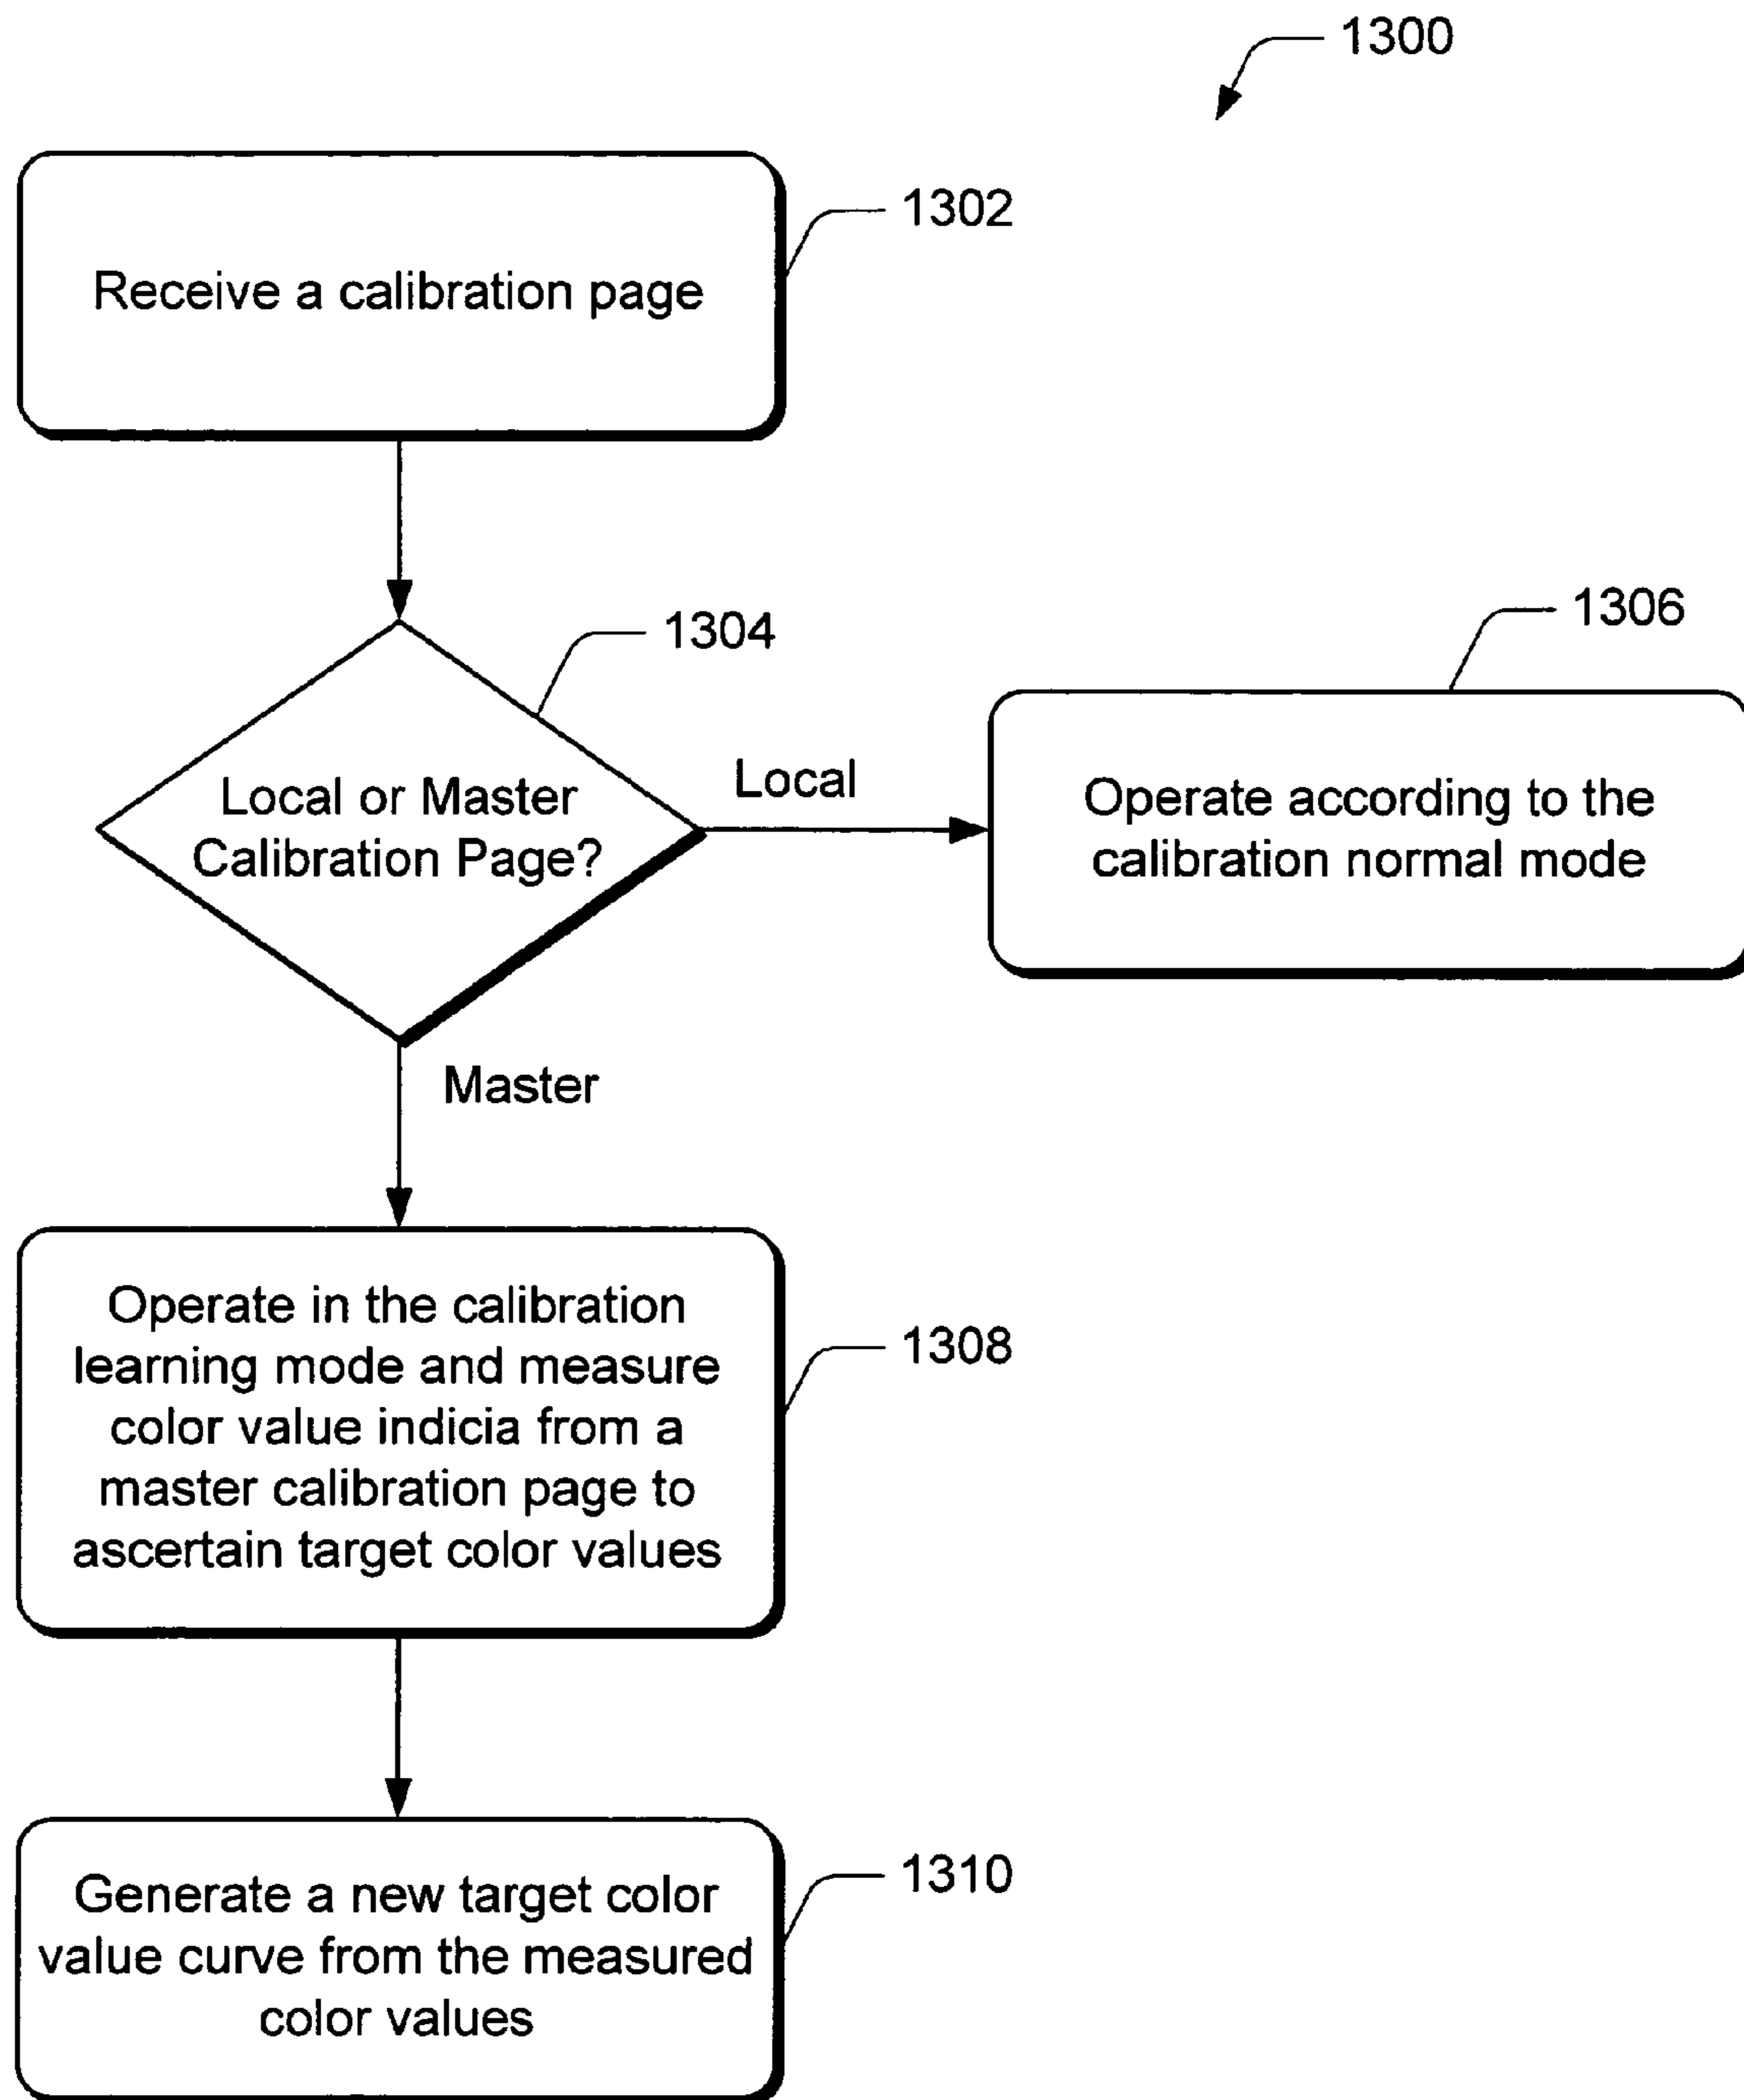 1300
Receive a calibration page
1302
Local or Master
Calibration Page?
1304
Local
Operate according to the
calibration normal mode
1306
Master
Operate in the calibration
learning mode and measure
color value indicia from a
master calibration page to
ascertain target color values
1308
Generate a new target color
value curve from the measured
color values
1310